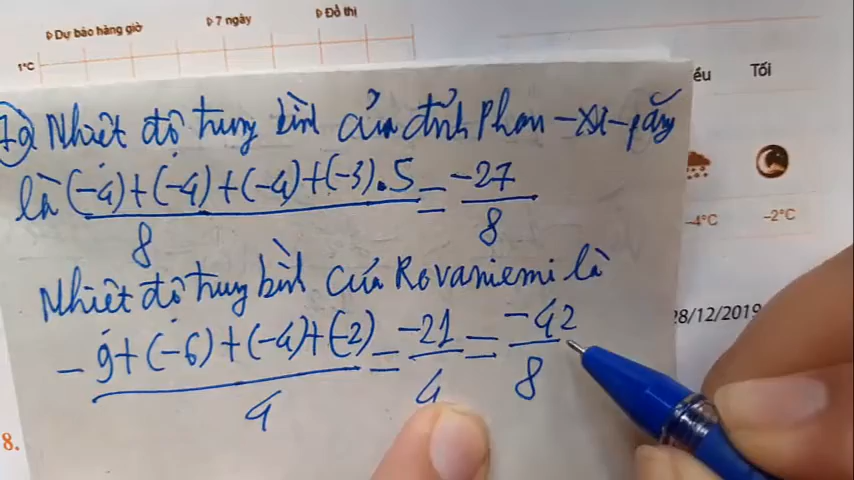 Dự báo hàng giờ
7 ngày
Đồ thị
1°C
Tối
-4°C
-2°C
Nhiệt độ trung bình của đỉnh Phan-xi-păng
là (-4)+(-4)+(-4)+(-3).5 = -27
8 8
Nhiệt độ trung bình của Rovaniemi là
28/12/2019
-9+(-6)+(-4)+(-2) = -21 = -42
4 4 8
8.